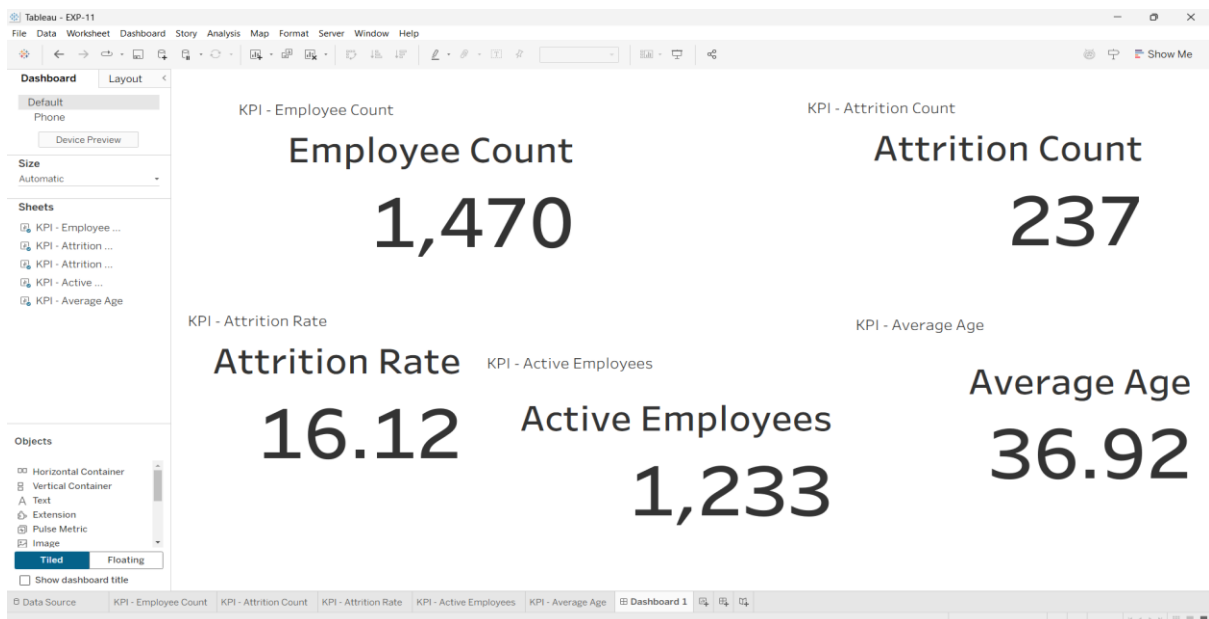 Tableau - EXP-11
File Data Worksheet Dashboard Story Analysis Map Format Server Window Help
Show Me
Dashboard Layout
Default
Phone
Device Preview
Size
Automatic
Sheets
KPI - Employee ...
KPI - Attrition ...
KPI - Attrition ...
KPI - Active ...
KPI - Average Age
Objects
Horizontal Container
Vertical Container
Text
Extension
Pulse Metric
Image
Tiled Floating
Show dashboard title
KPI - Employee Count
Employee Count
1,470
KPI - Attrition Count
Attrition Count
237
KPI - Attrition Rate
Attrition Rate
16.12
KPI - Active Employees
Active Employees
1,233
KPI - Average Age
Average Age
36.92
Data Source KPI - Employee Count KPI - Attrition Count KPI - Attrition Rate KPI - Active Employees KPI - Average Age Dashboard 1